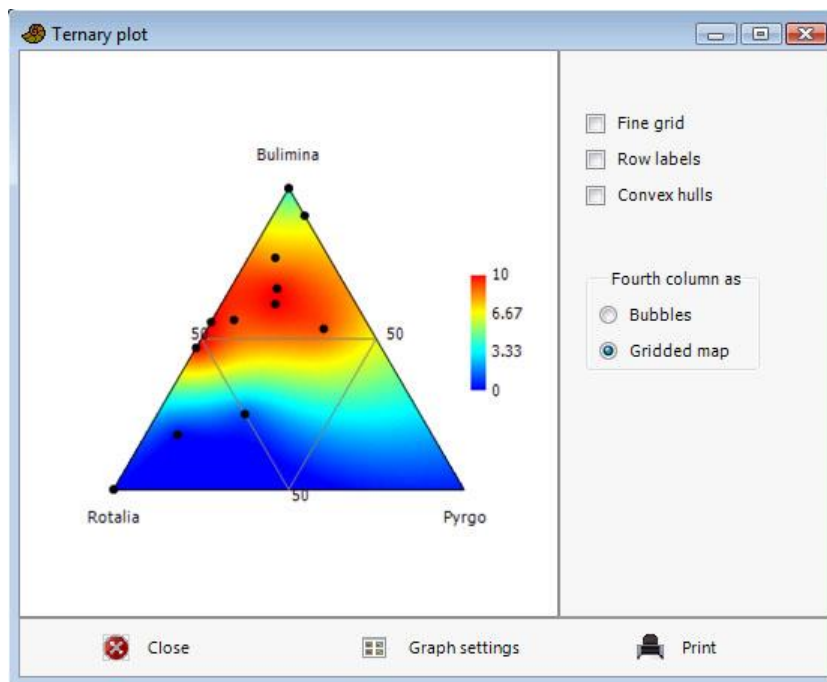 Ternary plot
Bulimina
Fine grid
Row labels
Convex hulls
Fourth column as
Bubbles
Gridded map
10
6.67
3.33
0
50
50
50
Rotalia
Pyrgo
Close
Graph settings
Print